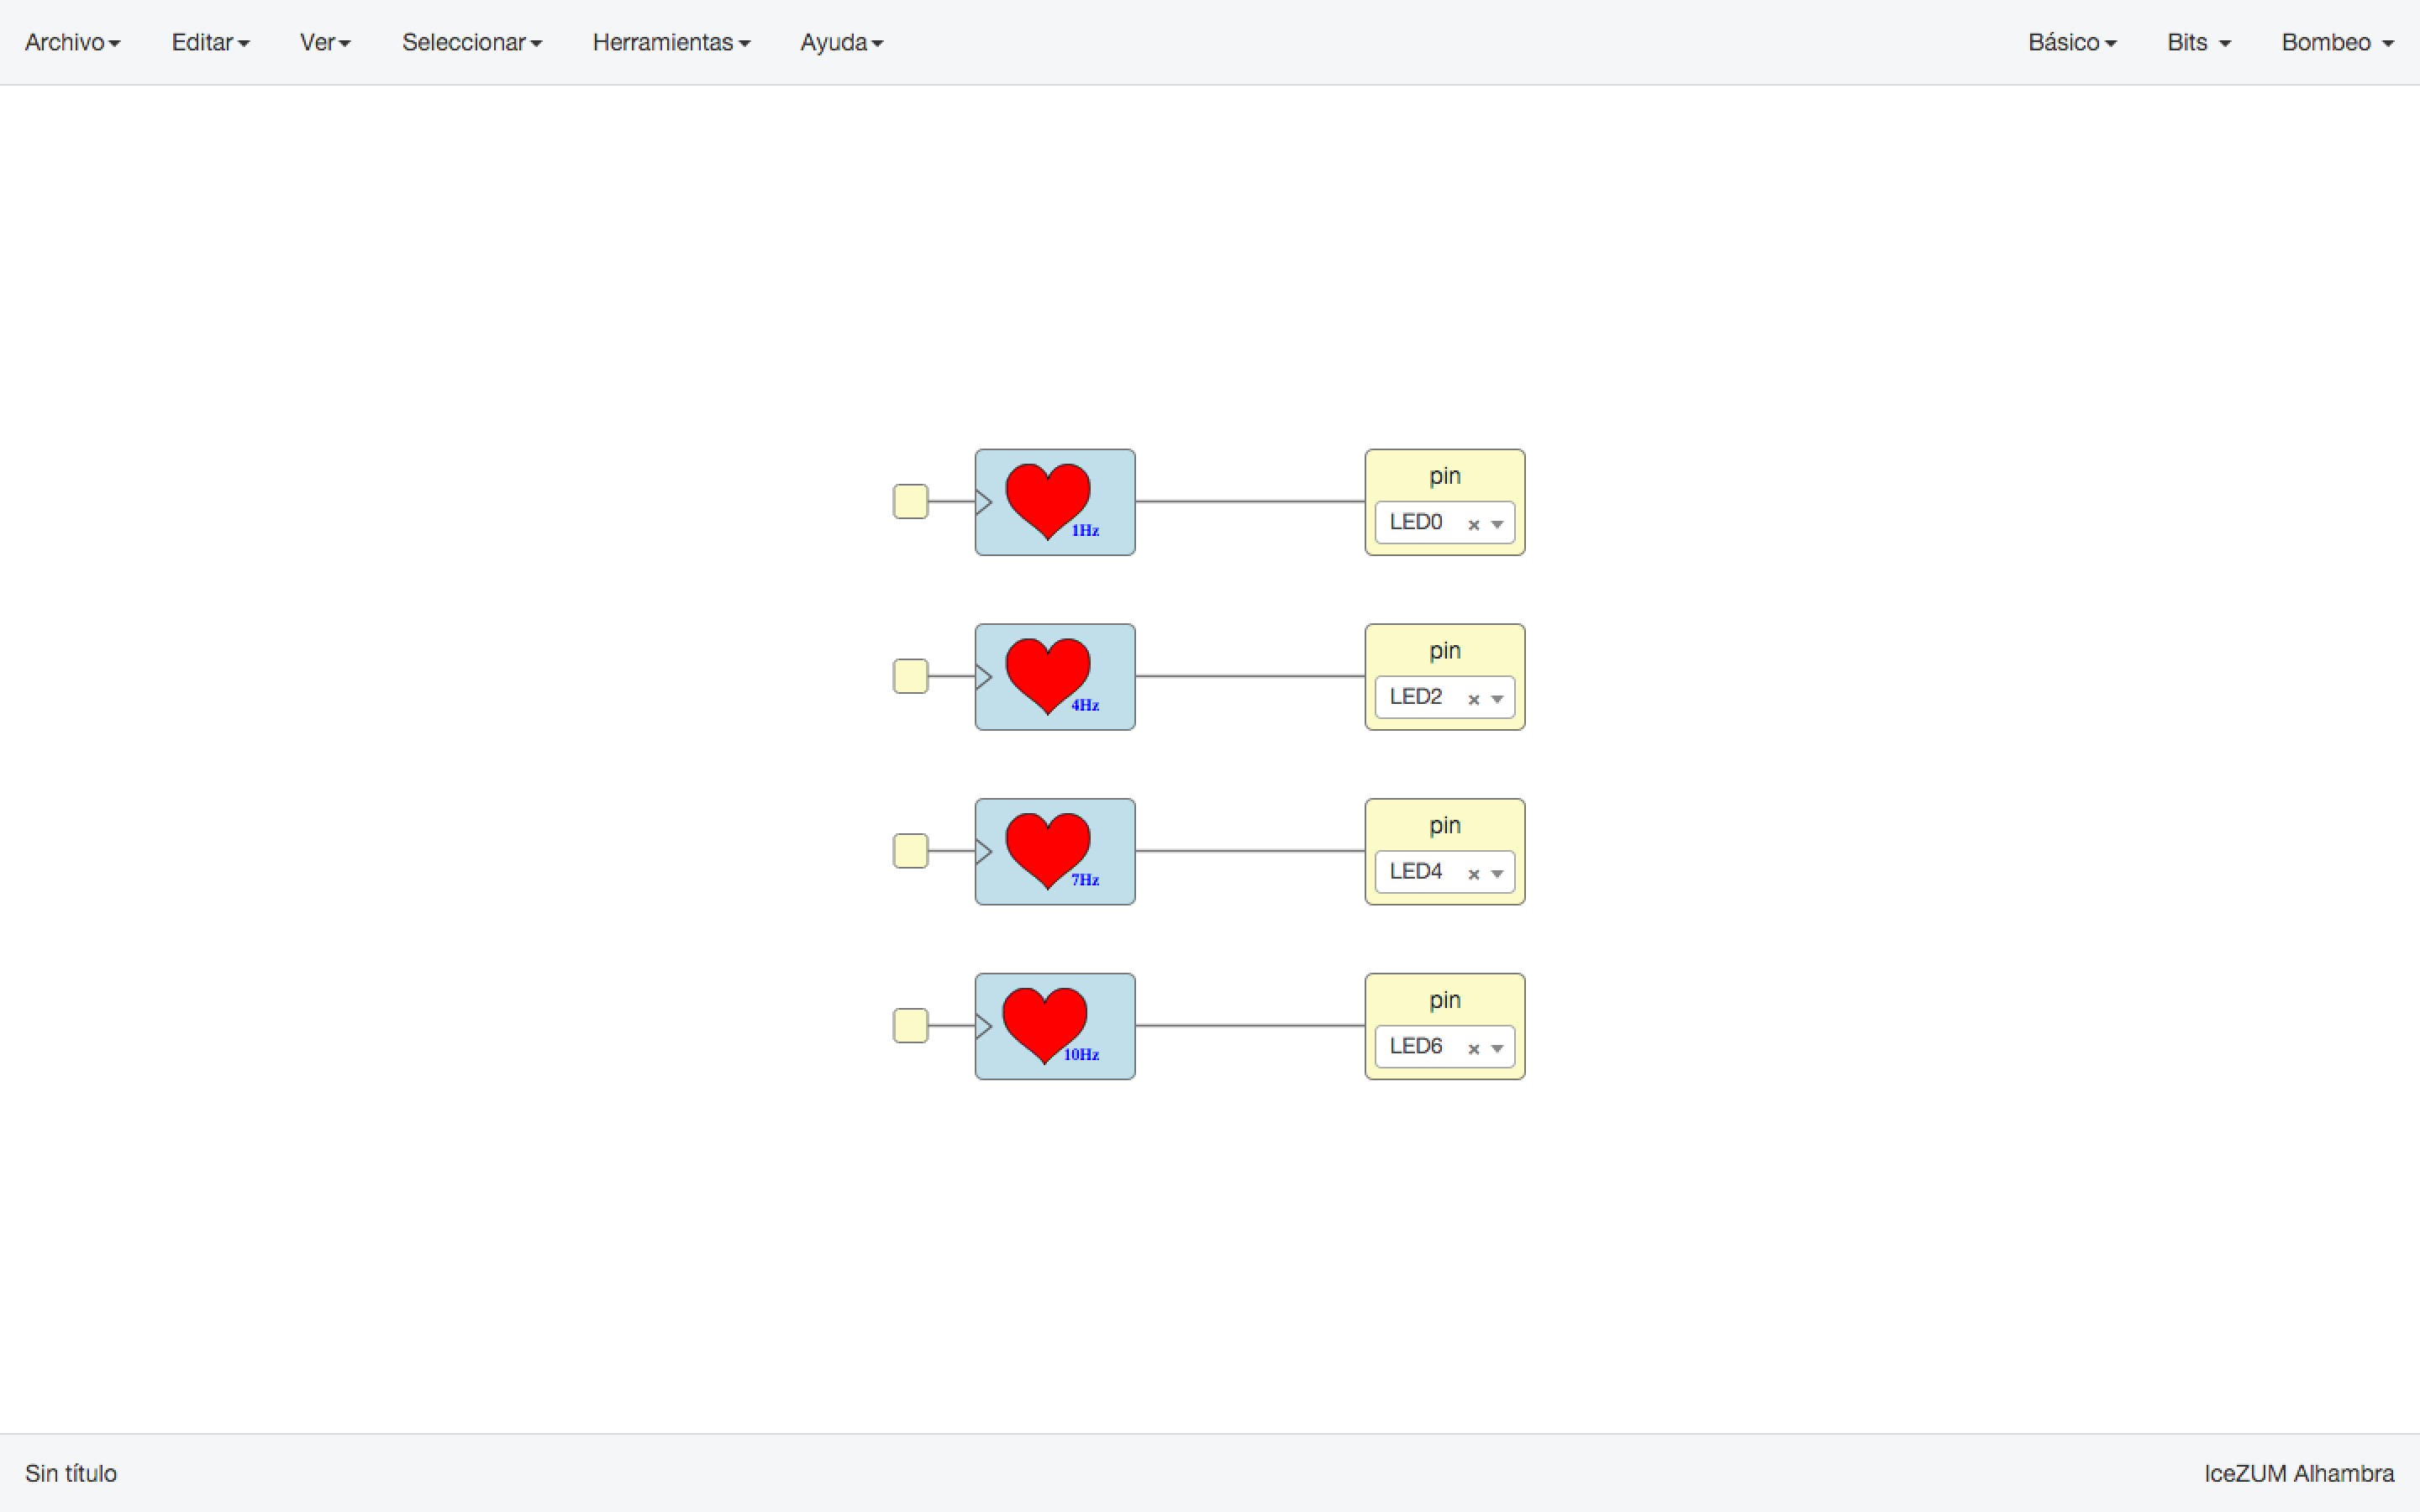 Archivo Editar Ver Seleccionar Herramientas Ayuda Básico Bits Bombeo
pin
1Hz LED0 ×
pin
4Hz LED2 ×
pin
7Hz LED4 ×
pin
10Hz LED6 ×
Sin título IceZUM Alhambra